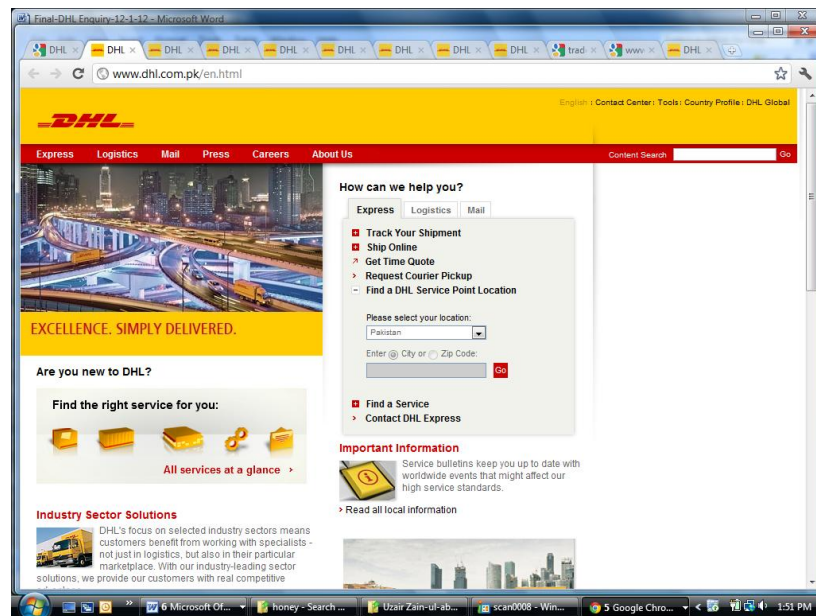 Final-DHL Enquiry-12-1-12 - Microsoft Word
DHL DHL DHL DHL DHL DHL DHL DHL DHL trad www DHL
www.dhl.com.pk/en.html
English Contact Center Tools Country Profile DHL Global
DHL
Express Logistics Mail Press Careers About Us Content Search Go
How can we help you?
Express Logistics Mail
Track Your Shipment
Ship Online
Get Time Quote
Request Courier Pickup
Find a DHL Service Point Location
Please select your location:
Pakistan
Enter City or Zip Code:
Go
Find a Service
Contact DHL Express
EXCELLENCE. SIMPLY DELIVERED.
Are you new to DHL?
Find the right service for you:
All services at a glance ›
Important Information
Service bulletins keep you up to date with
worldwide events that might affect our
high service standards.
› Read all local information
Industry Sector Solutions
DHL's focus on selected industry sectors means
customers benefit from working with specialists -
not just in logistics, but also in their particular
marketplace. With our industry-leading sector
solutions, we provide our customers with real competitive
6 Microsoft Of... honey - Search ... Uzair Zain-ul-ab... scan0008 - Win... 5 Google Chro... 1:51 PM